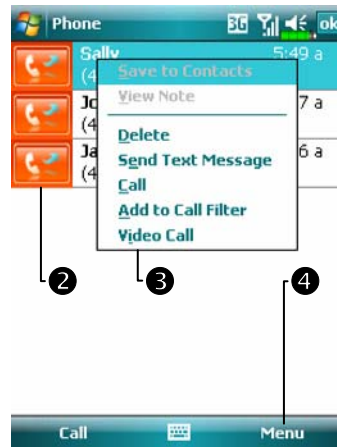 Phone 3G ok
Sally 5:49 a
(4
Jo 7 a
(4
Ja 6 a
(4
Save to Contacts
View Note
Delete
Send Text Message
Call
Add to Call Filter
Video Call
2 3 4
Call Menu